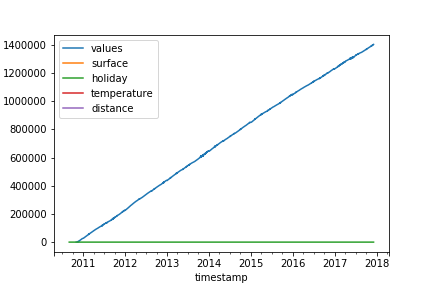 values
surface
holiday
temperature
distance
1400000
1200000
1000000
800000
600000
400000
200000
0
2011 2012 2013 2014 2015 2016 2017 2018
timestamp